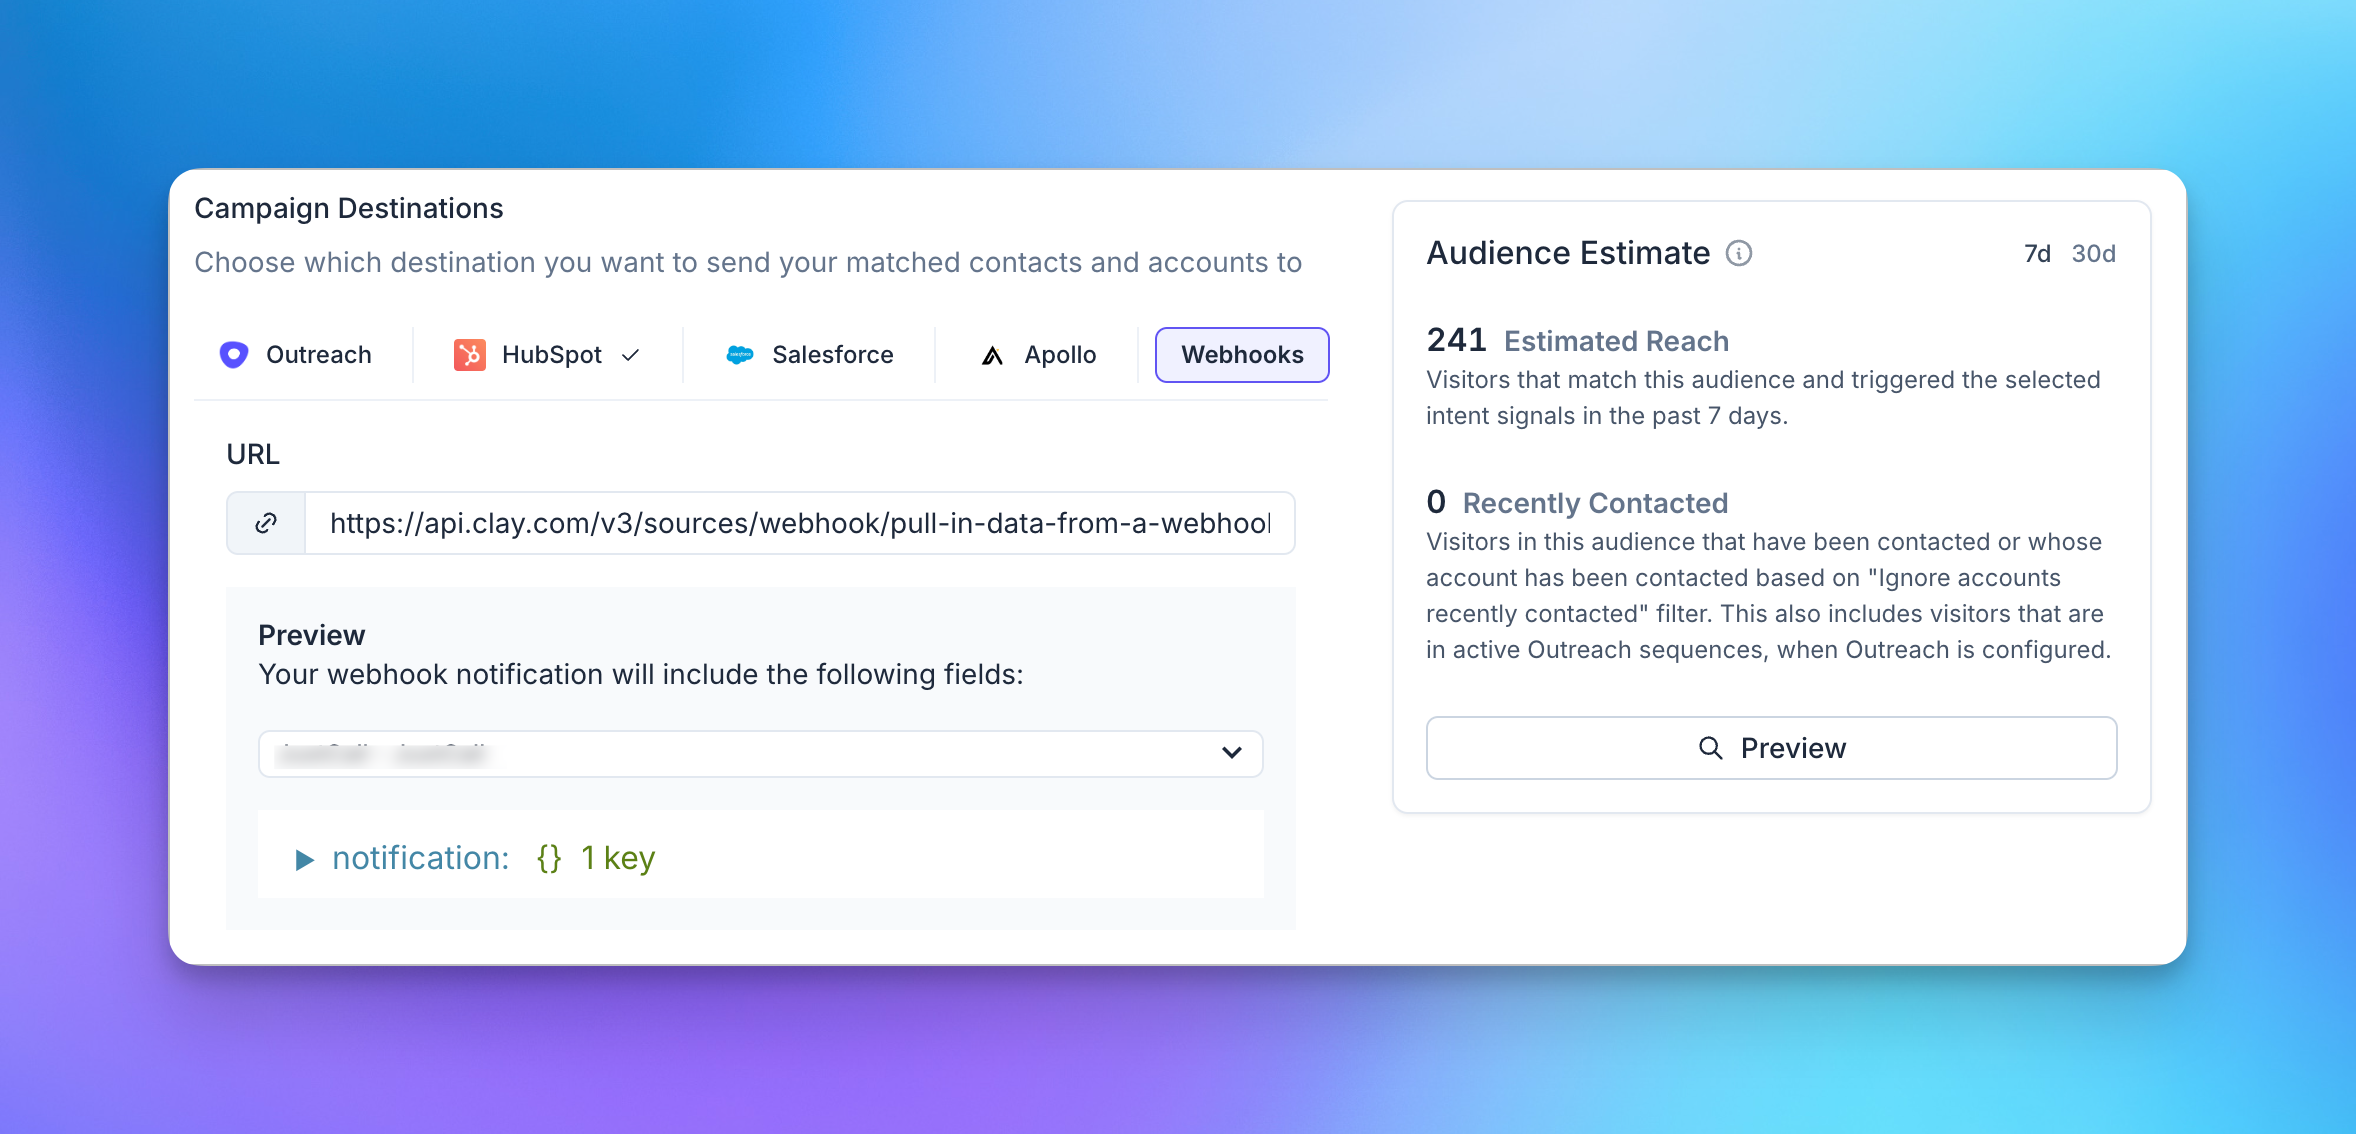 Campaign Destinations
Choose which destination you want to send your matched contacts and accounts to
Outreach
HubSpot
Salesforce
Apollo
Webhooks
URL
https://api.clay.com/v3/sources/webhook/pull-in-data-from-a-webhool
Preview
Your webhook notification will include the following fields:
notification: {} 1 key
Audience Estimate
7d 30d
241 Estimated Reach
Visitors that match this audience and triggered the selected
intent signals in the past 7 days.
0 Recently Contacted
Visitors in this audience that have been contacted or whose
account has been contacted based on "Ignore accounts
recently contacted" filter. This also includes visitors that are
in active Outreach sequences, when Outreach is configured.
Preview